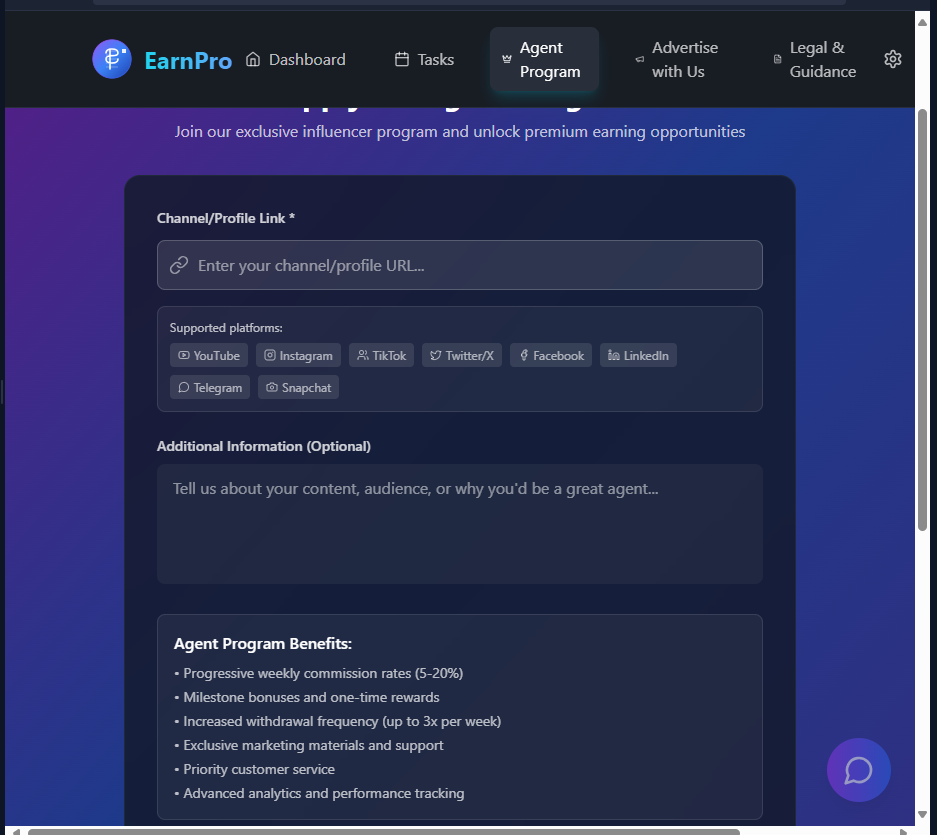 EarnPro
Dashboard
Tasks
Agent
Program
Advertise
with Us
Legal &
Guidance
Join our exclusive influencer program and unlock premium earning opportunities
Channel/Profile Link *
Enter your channel/profile URL...
Supported platforms:
YouTube Instagram TikTok Twitter/X Facebook LinkedIn
Telegram Snapchat
Additional Information (Optional)
Tell us about your content, audience, or why you'd be a great agent...
Agent Program Benefits:
• Progressive weekly commission rates (5-20%)
• Milestone bonuses and one-time rewards
• Increased withdrawal frequency (up to 3x per week)
• Exclusive marketing materials and support
• Priority customer service
• Advanced analytics and performance tracking